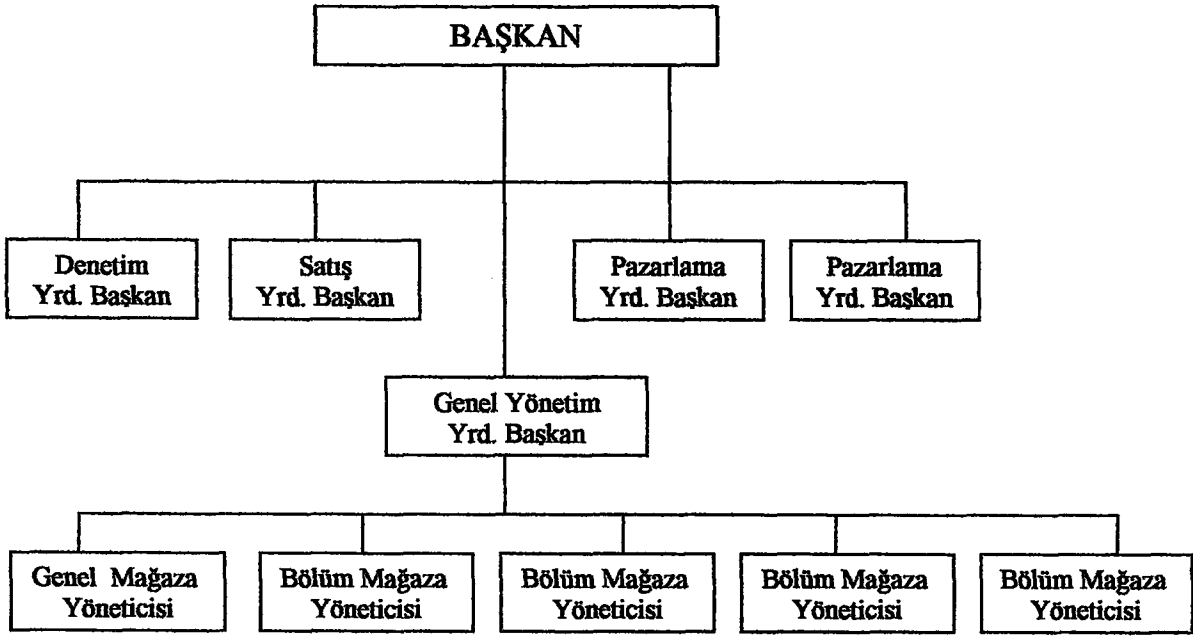 BAŞKAN
Denetim
Yrd. Başkan
Satış
Yrd. Başkan
Pazarlama
Yrd. Başkan
Pazarlama
Yrd. Başkan
Genel Yönetim
Yrd. Başkan
Genel Mağaza
Yöneticisi
Bölüm Mağaza
Yöneticisi
Bölüm Mağaza
Yöneticisi
Bölüm Mağaza
Yöneticisi
Bölüm Mağaza
Yöneticisi